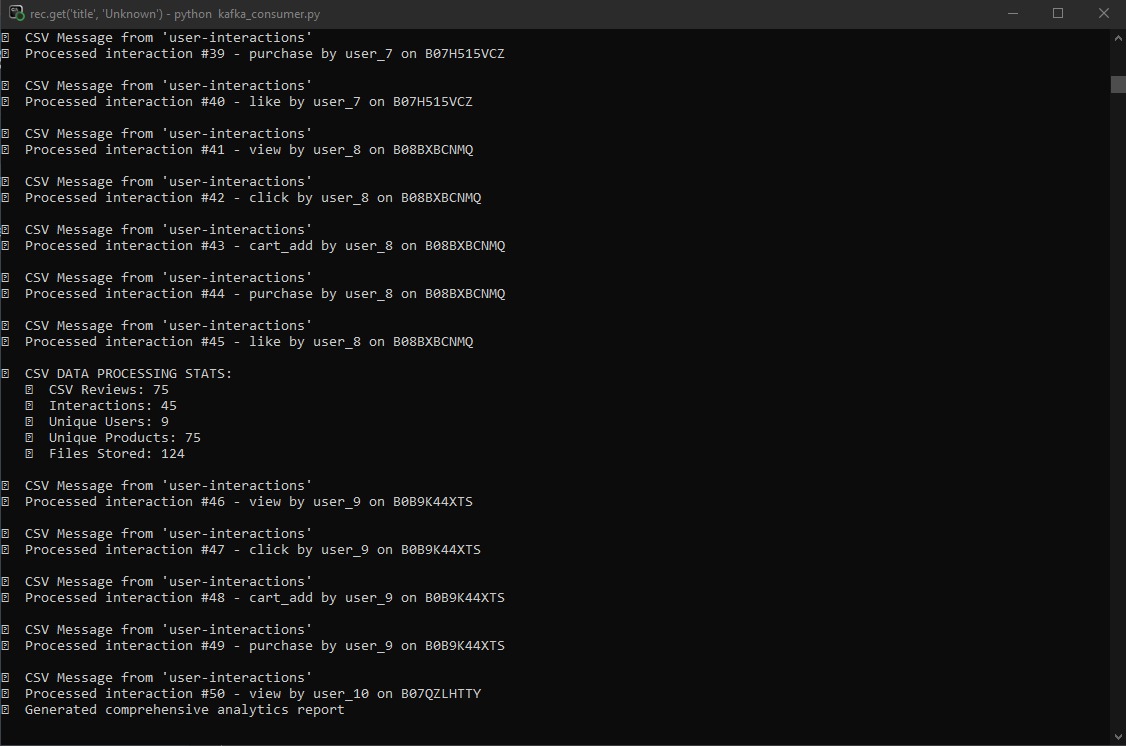 rec.get('title', 'Unknown') - python kafka_consumer.py
CSV Message from 'user-interactions'
Processed interaction #39 - purchase by user_7 on B07H515VCZ
CSV Message from 'user-interactions'
Processed interaction #40 - like by user_7 on B07H515VCZ
CSV Message from 'user-interactions'
Processed interaction #41 - view by user_8 on B08BXBCNMQ
CSV Message from 'user-interactions'
Processed interaction #42 - click by user_8 on B08BXBCNMQ
CSV Message from 'user-interactions'
Processed interaction #43 - cart_add by user_8 on B08BXBCNMQ
CSV Message from 'user-interactions'
Processed interaction #44 - purchase by user_8 on B08BXBCNMQ
CSV Message from 'user-interactions'
Processed interaction #45 - like by user_8 on B08BXBCNMQ
CSV DATA PROCESSING STATS:
CSV Reviews: 75
Interactions: 45
Unique Users: 9
Unique Products: 75
Files Stored: 124
CSV Message from 'user-interactions'
Processed interaction #46 - view by user_9 on B0B9K44XTS
CSV Message from 'user-interactions'
Processed interaction #47 - click by user_9 on B0B9K44XTS
CSV Message from 'user-interactions'
Processed interaction #48 - cart_add by user_9 on B0B9K44XTS
CSV Message from 'user-interactions'
Processed interaction #49 - purchase by user_9 on B0B9K44XTS
CSV Message from 'user-interactions'
Processed interaction #50 - view by user_10 on B07QZLHTTY
Generated comprehensive analytics report